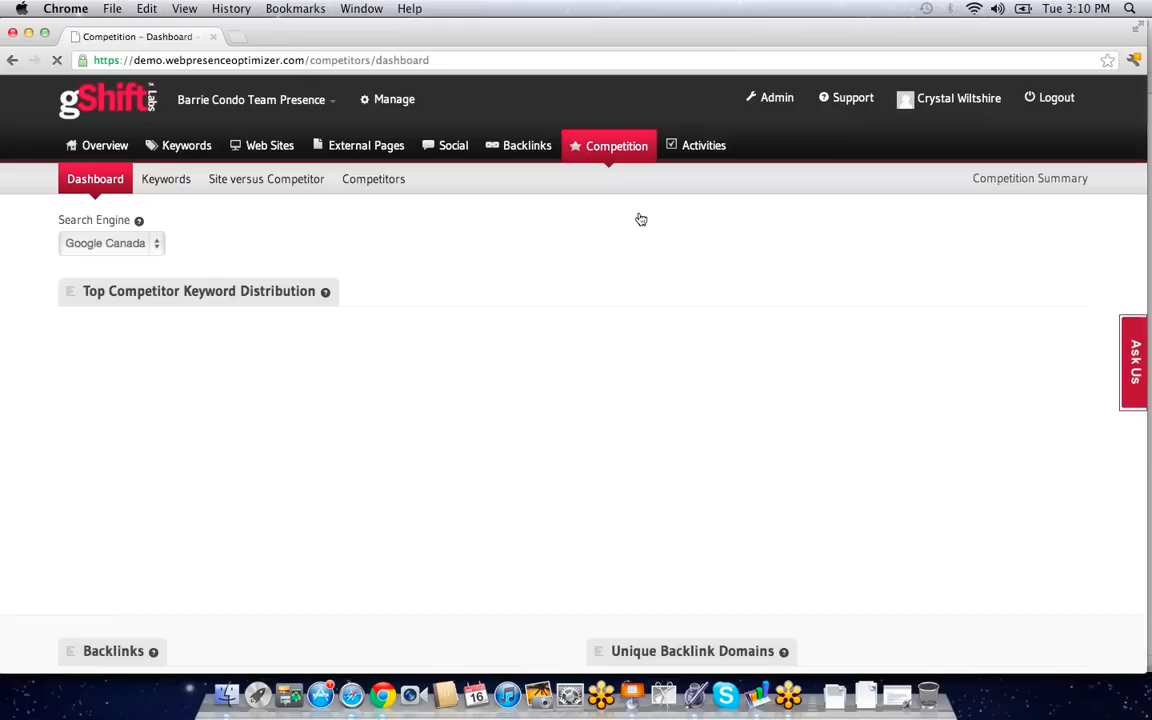 Chrome File Edit View History Bookmarks Window Help Tue 3:10 PM
Competition – Dashboard -
https://demo.webpresenceoptimizer.com/competitors/dashboard
gShift Labs Barrie Condo Team Presence Manage Admin Support Crystal Wiltshire Logout
Overview Keywords Web Sites External Pages Social Backlinks Competition Activities
Dashboard Keywords Site versus Competitor Competitors Competition Summary
Search Engine ?
Google Canada
Top Competitor Keyword Distribution ?
Ask Us
Backlinks ? Unique Backlink Domains ?
16